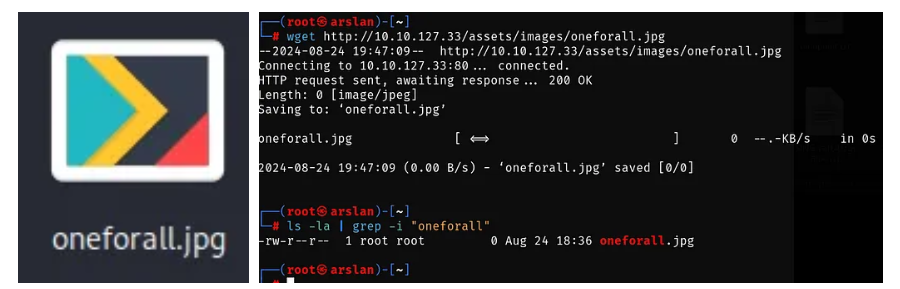 oneforall.jpg
┌──(root㉿arslan)-[~]
└─# wget http://10.10.127.33/assets/images/oneforall.jpg
--2024-08-24 19:47:09--  http://10.10.127.33/assets/images/oneforall.jpg
Connecting to 10.10.127.33:80... connected.
HTTP request sent, awaiting response... 200 OK
Length: 0 [image/jpeg]
Saving to: ‘oneforall.jpg’
oneforall.jpg [ <=> ] 0 --.-KB/s in 0s
2024-08-24 19:47:09 (0.00 B/s) - ‘oneforall.jpg’ saved [0/0]
┌──(root㉿arslan)-[~]
└─# ls -la | grep -i "oneforall"
-rw-r--r-- 1 root root 0 Aug 24 18:36 oneforall.jpg
┌──(root㉿arslan)-[~]
└─#